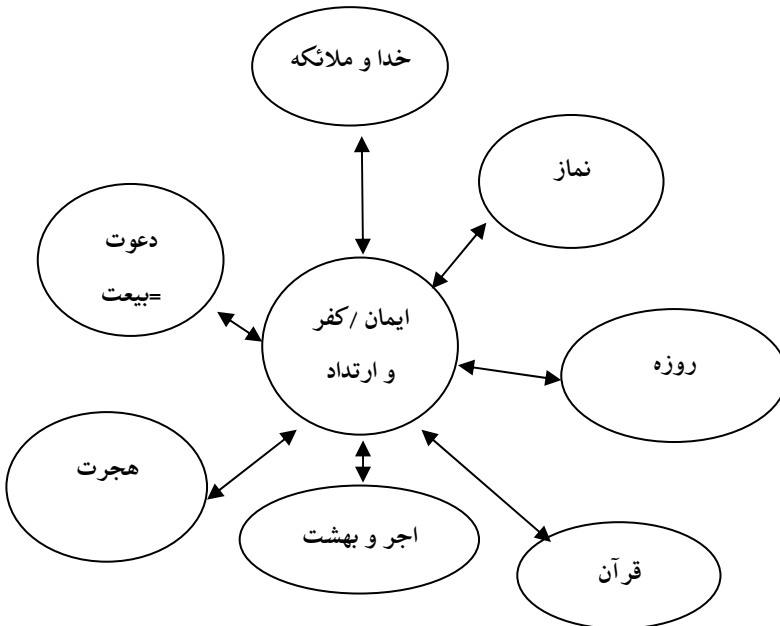 خدا و ملائکه
نماز
دعوت
=بیعت
ایمان /کفر
و ارتداد
روزه
هجرت
اجر و بهشت
قرآن